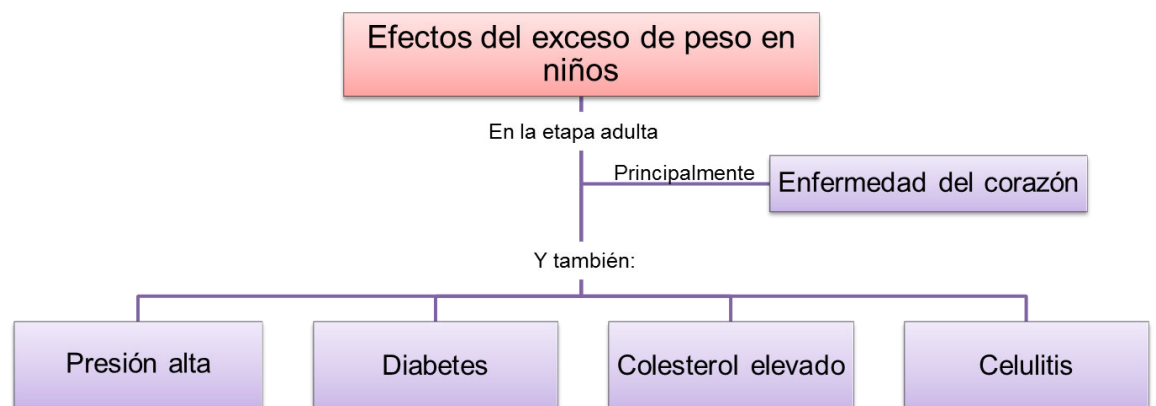 Efectos del exceso de peso en
niños
En la etapa adulta
Principalmente
Enfermedad del corazón
Y también:
Presión alta
Diabetes
Colesterol elevado
Celulitis